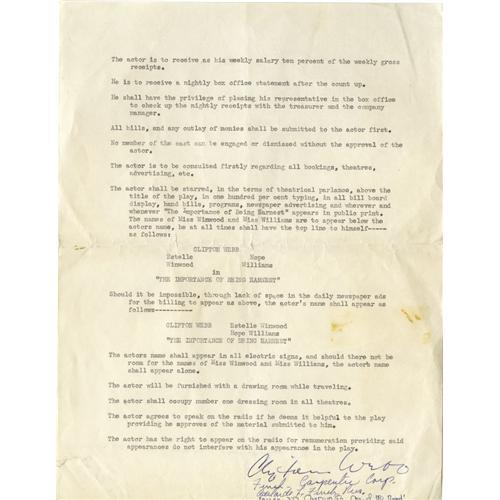 The actor is to receive as his weekly salary ten percent of the weekly gross
receipts.
He is to receive a nightly box office statement after the count up.
He shall have the privilege of placing his representative in the box office
to check up the nightly receipts with the treasurer and the company
manager.
All bills, and any outlay of monies shall be submitted to the actor first.
No member of the cast can be engaged or dismissed without the approval of the
actor.
The actor is to be consulted firstly regarding all bookings, theatres,
advertising, etc.
The actor shall be starred, in the terms of theatrical parlance, above the
title of the play, in one hundred per cent typing, in all bill board
display, hand bills, programs, newspaper advertising and wherever and
whenever "The Importance of Being Earnest" appears in public print.
The names of Miss Winwood and Miss Williams are to appear below the
actors name, he at all times shall have the top line to himself-----
as follows:
CLIFTON WEBB
Estelle Hope
Winwood Williams
in
"THE IMPORTANCE OF BEING EARNEST"
Should it be impossible, through lack of space in the daily newspaper ads
for the billing to appear as above, the actor's name shall appear as
follows----------
CLIFTON WEBB Estelle Winwood
Hope Williams
"THE IMPORTANCE OF BEING EARNEST"
The actors name shall appear in all electric signs, and should there not be
room for the names of Miss Winwood and Miss Williams, the actors name
shall appear alone.
The actor will be furnished with a drawing room while traveling.
The actor shall occupy number one dressing room in all theatres.
The actor agrees to speak on the radio if he deems it helpful to the play
providing he approves of the material submitted to him.
The actor has the right to appear on the radio for remuneration providing said
appearances do not interfere with his appearance in the play.
Clifton Webb
Finch Carpenter Corp.